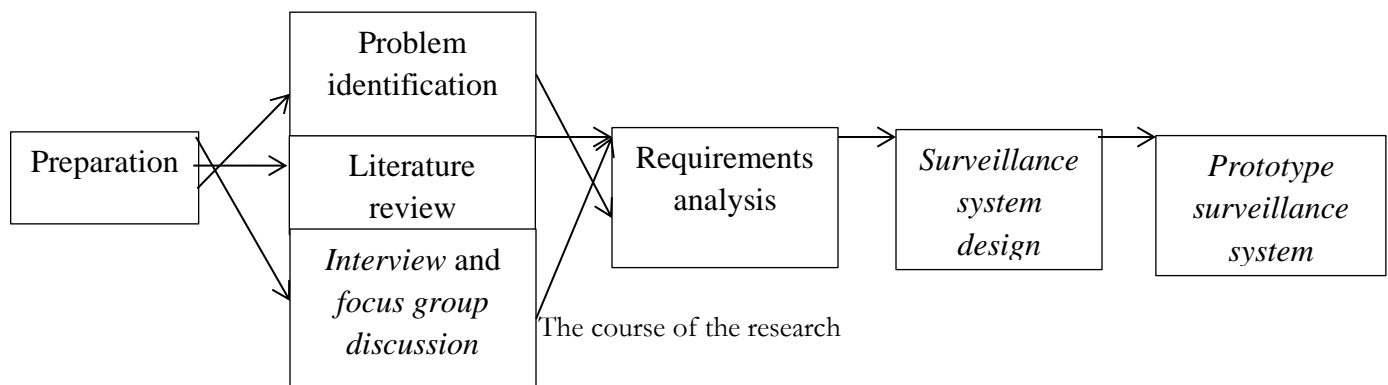 Preparation
Problem
identification
Literature
review
Interview and
focus group
discussion
Requirements
analysis
Surveillance
system
design
Prototype
surveillance
system
The course of the research